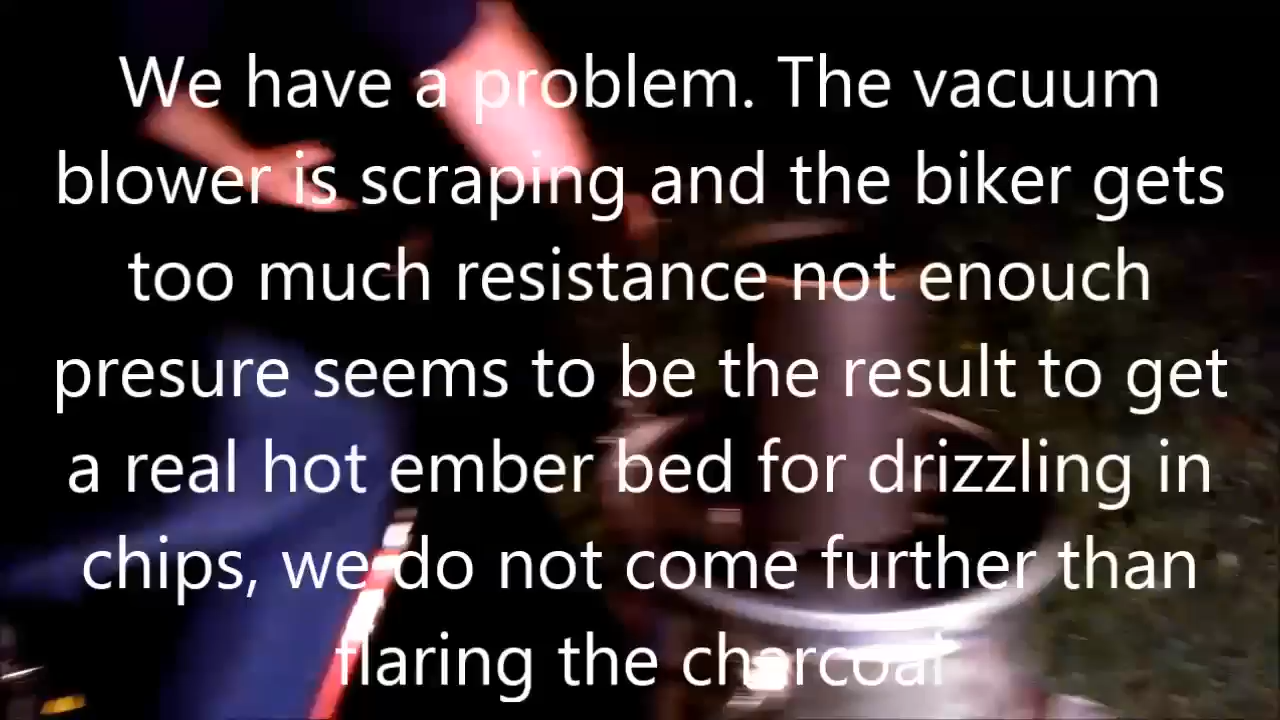 We have a problem. The vacuum
blower is scraping and the biker gets
too much resistance not enouch
presure seems to be the result to get
a real hot ember bed for drizzling in
chips, we do not come further than
flaring the charcoal